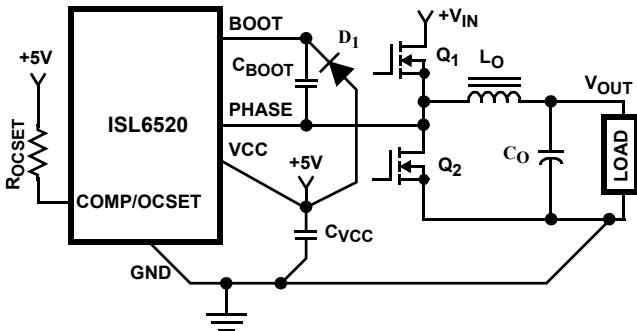 BOOT
D1
+VIN
+5V
CBOOT
Q1
LO
VOUT
ISL6520
PHASE
ROCSET
VCC
+5V
Q2
CO
LOAD
COMP/OCSET
CVCC
GND